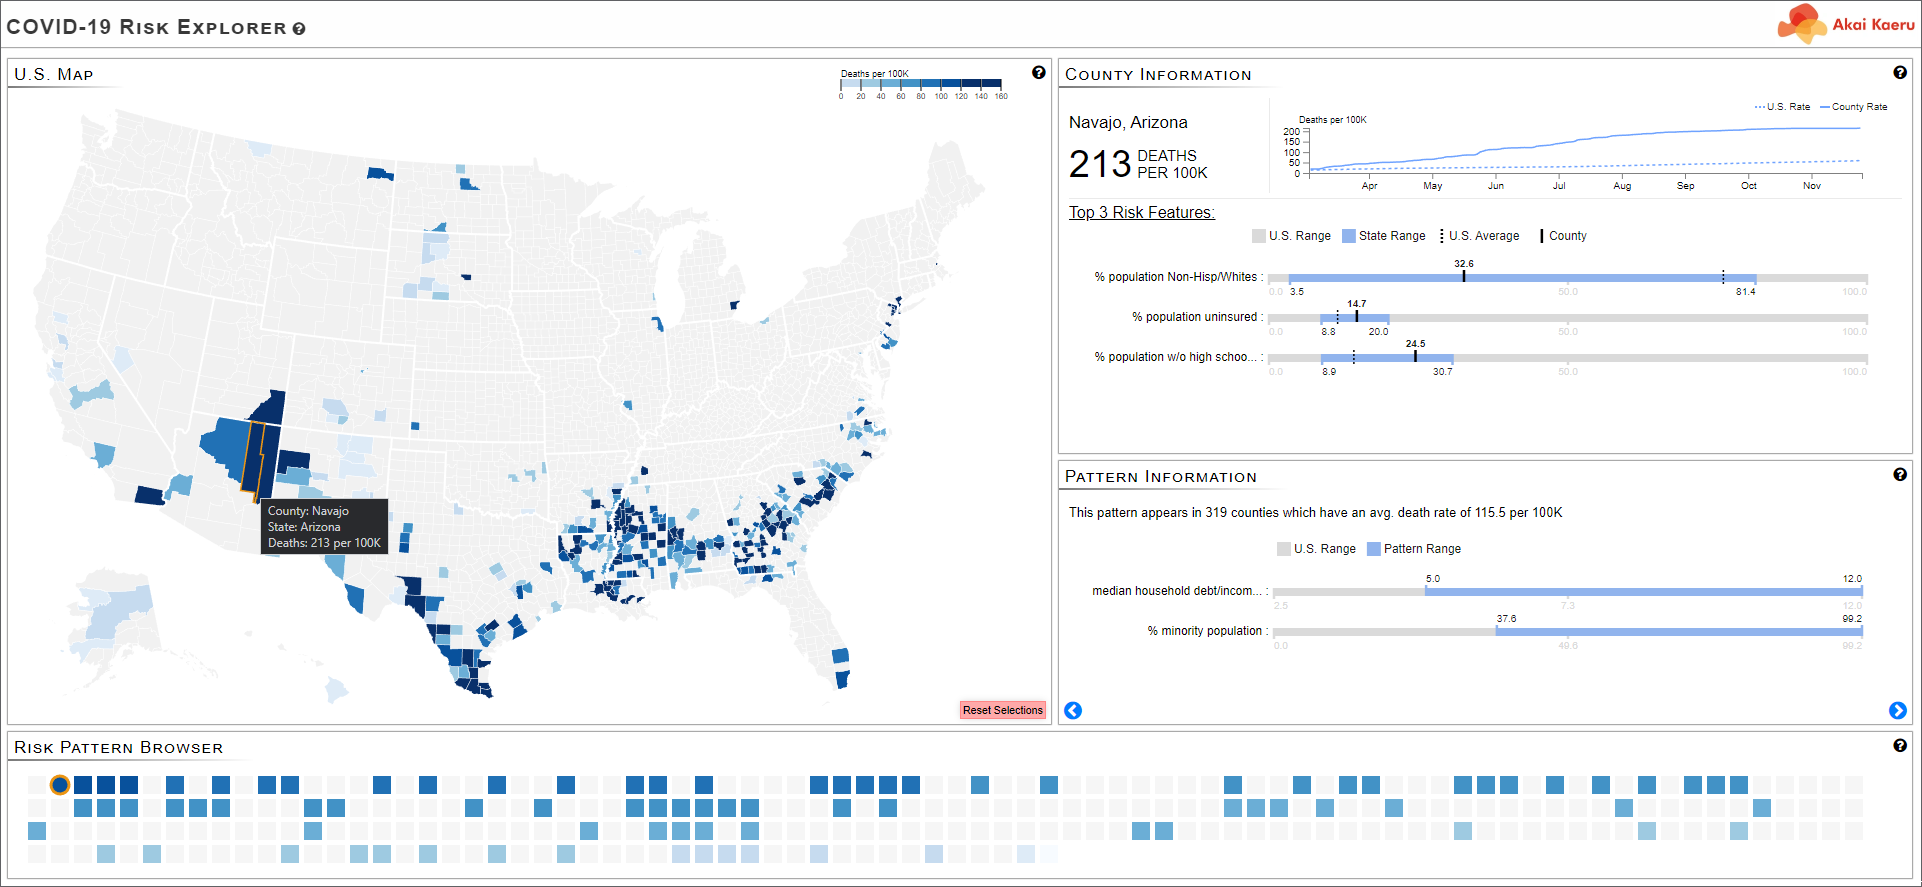 COVID-19 Risk Explorer ?
Akai Kaeru
U.S. Map
Deaths per 100K
0 20 40 60 80 100 120 140 160
?
County: Navajo
State: Arizona
Deaths: 213 per 100K
Reset Selections
County Information
?
Navajo, Arizona
213 DEATHS
PER 100K
U.S. Rate County Rate
Deaths per 100K
200
150
100
50
0
Apr May Jun Jul Aug Sep Oct Nov
Top 3 Risk Features:
U.S. Range State Range U.S. Average County
% population Non-Hisp/Whites :
32.6
0.0 3.5 50.0 81.4 100.0
% population uninsured :
14.7
0.0 8.8 20.0 50.0 100.0
% population w/o high schoo... :
24.5
0.0 8.9 30.7 50.0 100.0
Pattern Information
?
This pattern appears in 319 counties which have an avg. death rate of 115.5 per 100K
U.S. Range Pattern Range
5.0 12.0
median household debt/incom... :
2.5 7.3 12.0
37.6 99.2
% minority population :
0.0 49.6 99.2
Risk Pattern Browser
?